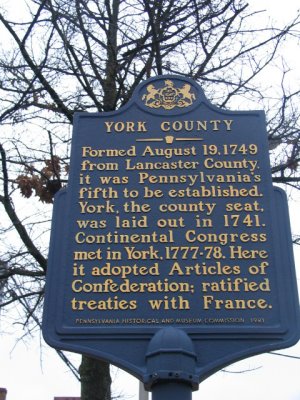 YORK COUNTY
Formed August 19, 1749
from Lancaster County,
it was Pennsylvania's
fifth to be established.
York, the county seat,
was laid out in 1741.
Continental Congress
met in York, 1777-78. Here
it adopted Articles of
Confederation; ratified
treaties with France.
PENNSYLVANIA HISTORICAL AND MUSEUM COMMISSION